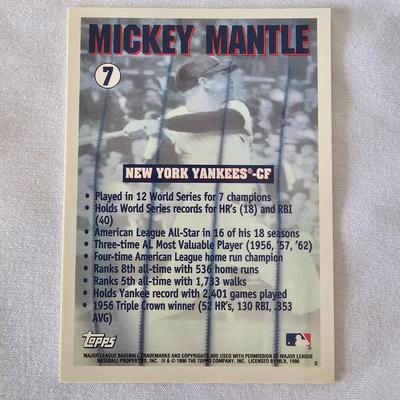 MICKEY MANTLE
7
NEW YORK YANKEES®-CF
• Played in 12 World Series for 7 champions
• Holds World Series records for HR's (18) and RBI
(40)
• American League All-Star in 16 of his 18 seasons
• Three-time AL Most Valuable Player (1956, '57, '62)
• Four-time American League home run champion
• Ranks 8th all-time with 536 home runs
• Ranks 5th all-time with 1,733 walks
• Holds Yankee record with 2,401 games played
• 1956 Triple Crown winner (52 HR's, 130 RBI, .353
AVG)
Topps
MAJOR LEAGUE BASEBALL TRADEMARKS AND COPYRIGHTS ARE USED WITH PERMISSION OF MAJOR LEAGUE
BASEBALL PROPERTIES, INC. ® & © 1996 THE TOPPS COMPANY, INC. LICENSED BY MLB, 1996